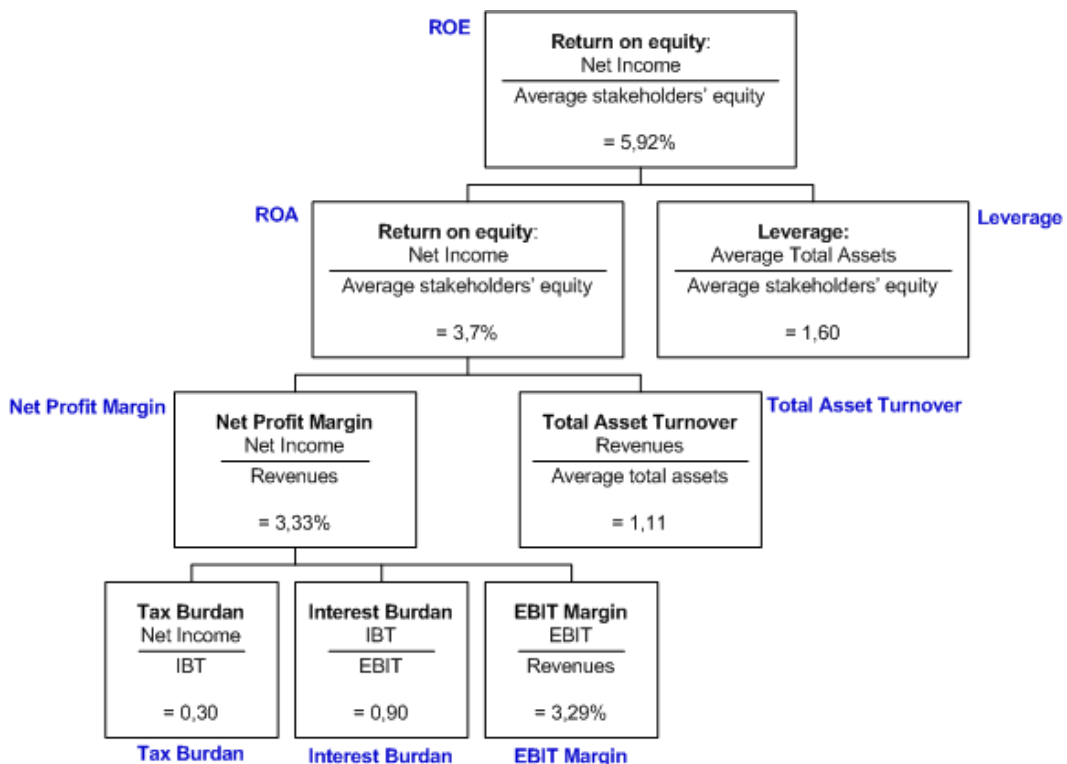 ROE
Return on equity:
Net Income
Average stakeholders' equity
= 5,92%
ROA
Return on equity:
Net Income
Average stakeholders' equity
= 3,7%
Leverage:
Average Total Assets
Average stakeholders' equity
= 1,60
Leverage
Net Profit Margin
Net Profit Margin
Net Income
Revenues
= 3,33%
Total Asset Turnover
Revenues
Average total assets
= 1,11
Total Asset Turnover
Tax Burdan
Net Income
IBT
= 0,30
Tax Burdan
Interest Burdan
IBT
EBIT
= 0,90
Interest Burdan
EBIT Margin
EBIT
Revenues
= 3,29%
EBIT Margin